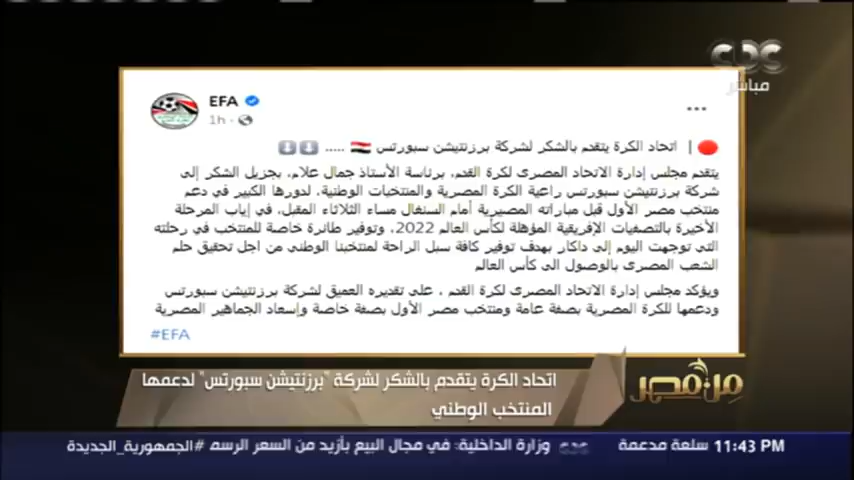 cbc
مباشر
EFA
1h
🔴 | اتحاد الكرة يتقدم بالشكر لشركة برزنتيشن سبورتس 🇪🇬 ..... ⬇️⬇️
يتقدم مجلس إدارة الاتحاد المصرى لكرة القدم، برئاسة الأستاذ جمال علام، بجزيل الشكر إلى
شركة برزنتيشن سبورتس راعية الكرة المصرية والمنتخبات الوطنية، لدورها الكبير في دعم
منتخب مصر الأول قبل مباراته المصيرية أمام السنغال مساء الثلاثاء المقبل، في إياب المرحلة
الأخيرة بالتصفيات الإفريقية المؤهلة لكأس العالم 2022، وتوفير طائرة خاصة للمنتخب في رحلته
التي توجهت اليوم إلى داكار بهدف توفير كافة سبل الراحة لمنتخبنا الوطنى من اجل تحقيق حلم
الشعب المصرى بالوصول الى كأس العالم
ويؤكد مجلس إدارة الاتحاد المصرى لكرة القدم ، على تقديره العميق لشركة برزنتيشن سبورتس
ودعمها للكرة المصرية بصفة عامة ومنتخب مصر الأول بصفة خاصة وإسعاد الجماهير المصرية
#EFA
اتحاد الكرة يتقدم بالشكر لشركة "برزنتيشن سبورتس" لدعمها
المنتخب الوطني
من مصر
11:43 PM سلعة مدعمة cbc وزارة الداخلية: في مجال البيع بأزيد من السعر الرسم #الجمهورية_الجديدة